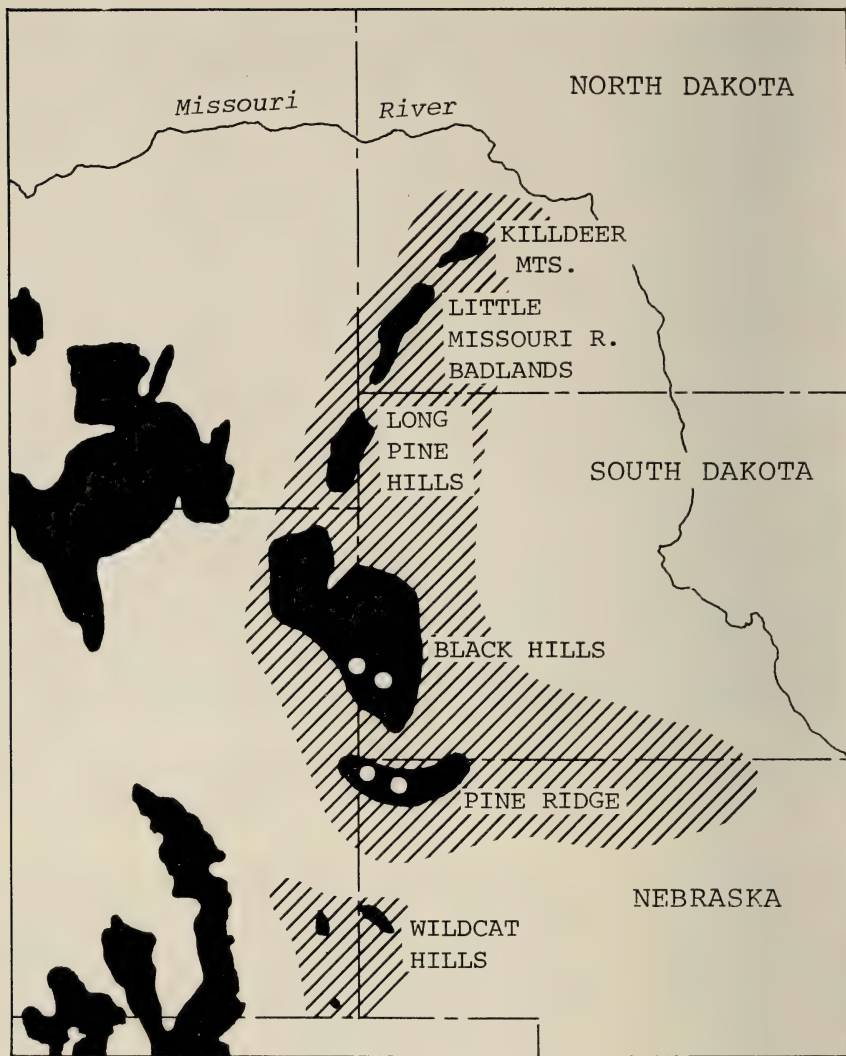 NORTH DAKOTA
Missouri River
KILLDEER
MTS.
LITTLE
MISSOURI R.
BADLANDS
LONG
PINE
HILLS
SOUTH DAKOTA
BLACK HILLS
PINE RIDGE
NEBRASKA
WILDCAT
HILLS